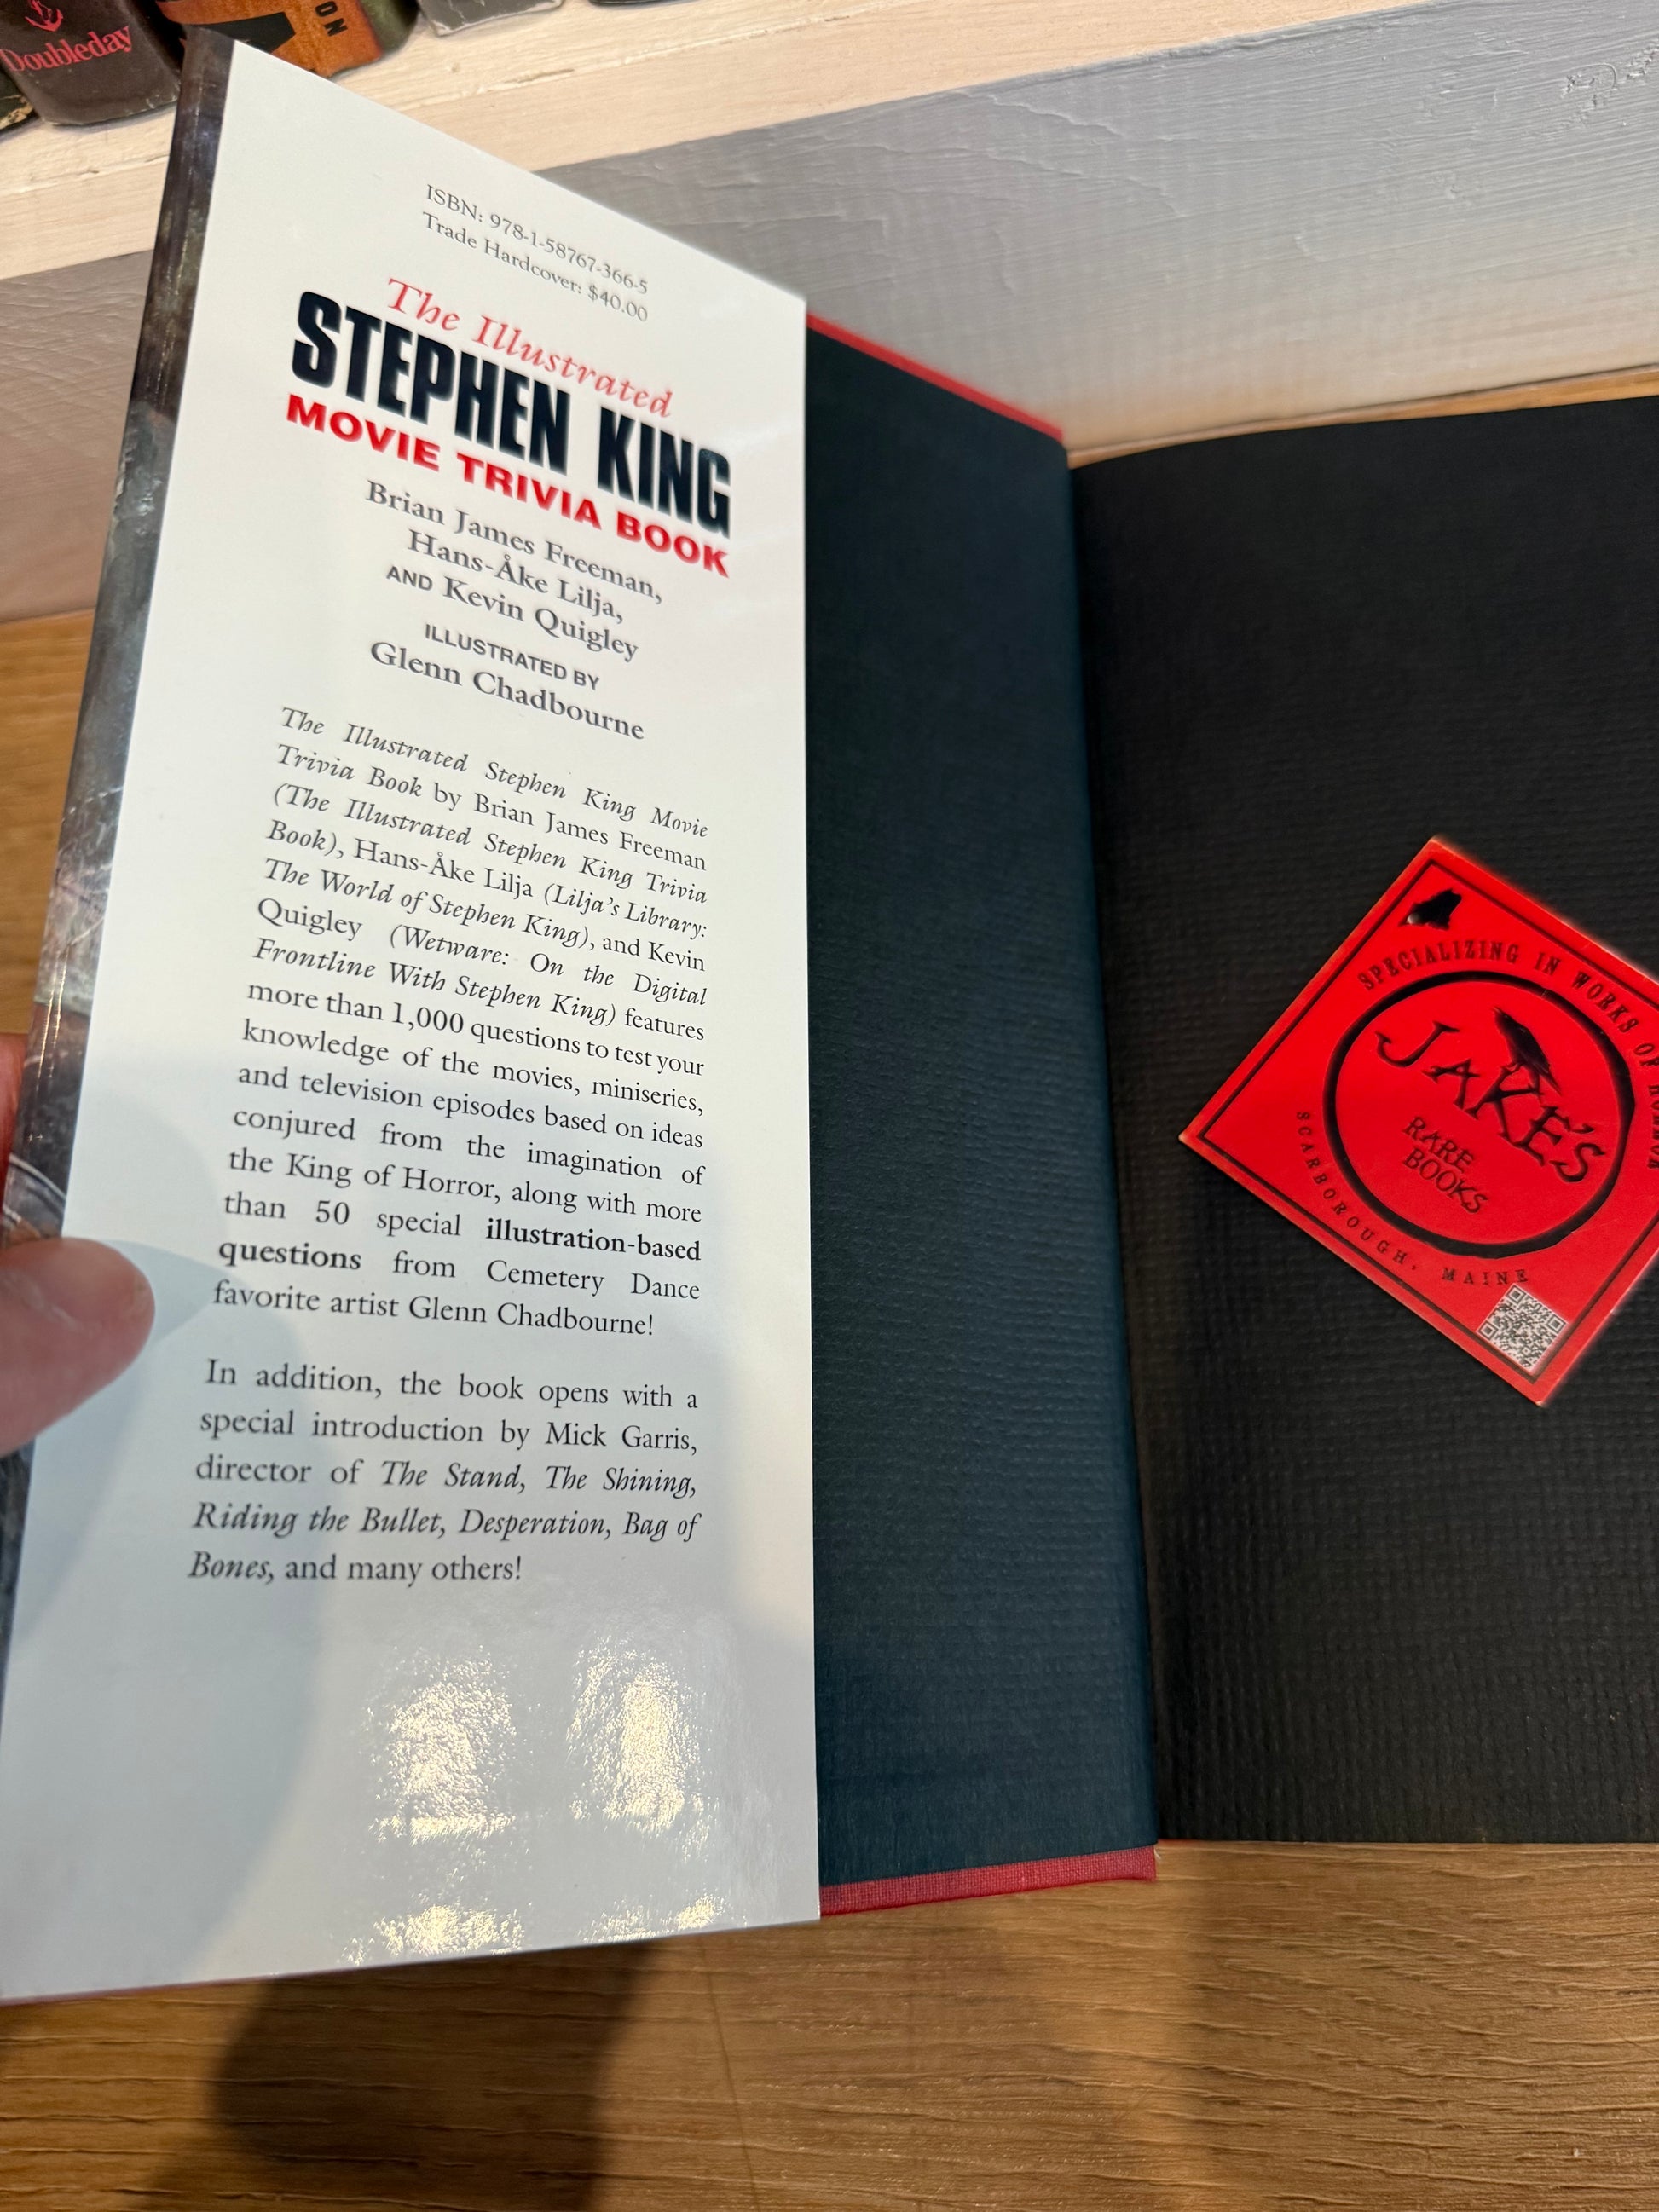 Doubleday
ON
ISBN: 978-1-58767-366-5
Trade Hardcover: $40.00
The Illustrated
STEPHEN KING
MOVIE TRIVIA BOOK
Brian James Freeman,
Hans-Åke Lilja,
AND Kevin Quigley
ILLUSTRATED BY
Glenn Chadbourne
The Illustrated Stephen King Movie
Trivia Book by Brian James Freeman
(The Illustrated Stephen King Trivia
Book), Hans-Åke Lilja (Lilja's Library:
The World of Stephen King), and Kevin
Quigley (Wetware: On the Digital
Frontline With Stephen King) features
more than 1,000 questions to test your
knowledge of the movies, miniseries,
and television episodes based on ideas
conjured from the imagination of
the King of Horror, along with more
than 50 special illustration-based
questions from Cemetery Dance
favorite artist Glenn Chadbourne!
In addition, the book opens with a
special introduction by Mick Garris,
director of The Stand, The Shining,
Riding the Bullet, Desperation, Bag of
Bones, and many others!
SPECIALIZING IN WORKS OF
JAKE'S
RARE
BOOKS
SCARBOROUGH, MAINE